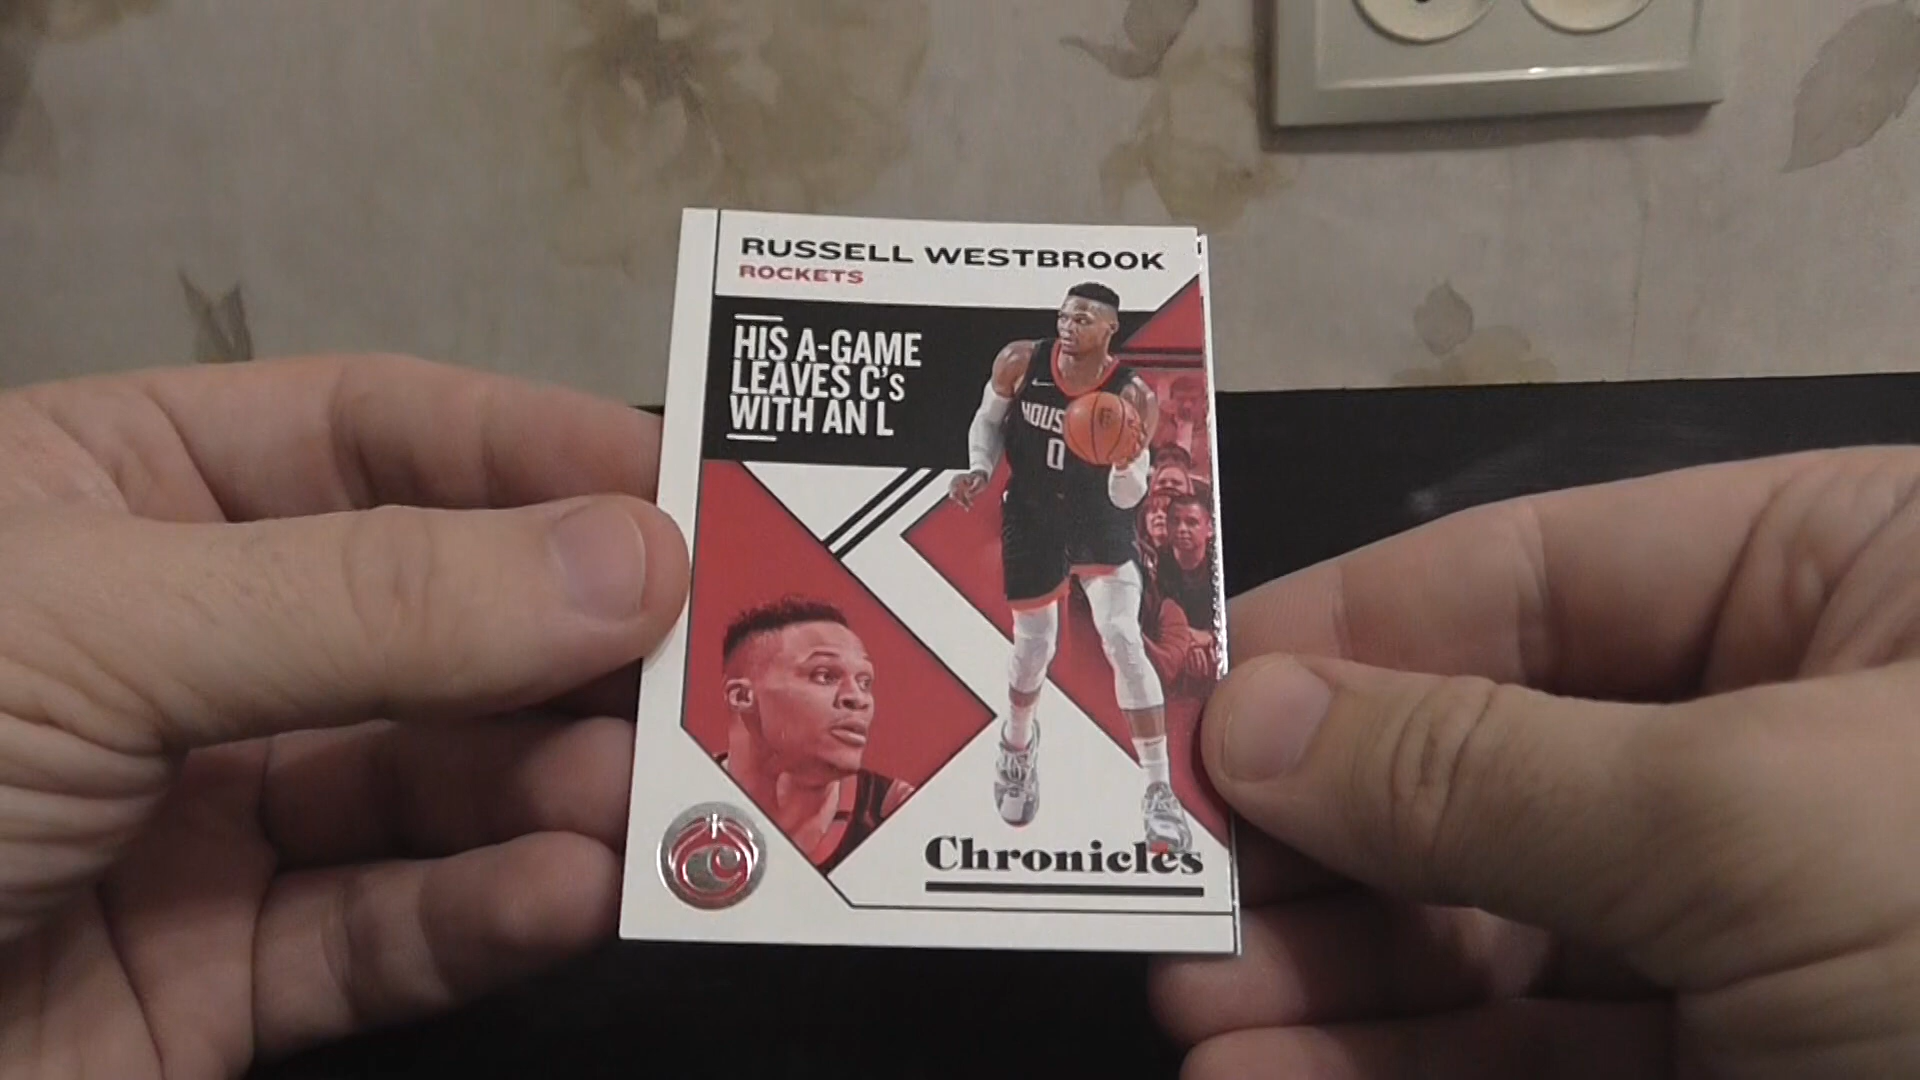 RUSSELL WESTBROOK
ROCKETS
HIS A-GAME
LEAVES C's
WITH AN L
HOUS
0
C
Chronicles